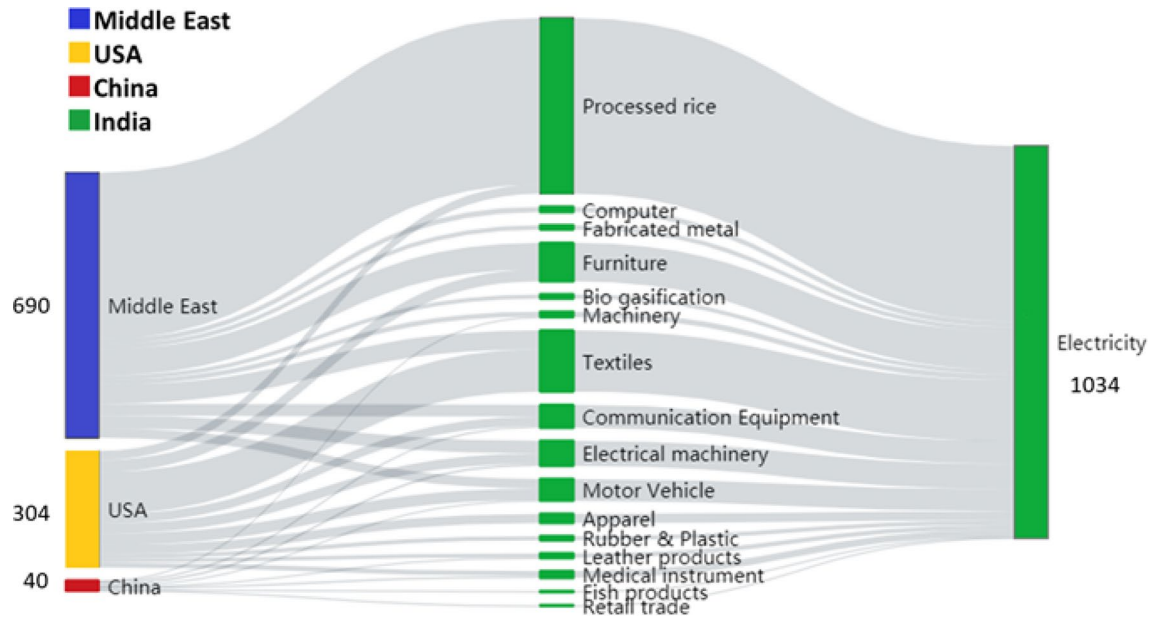 Middle East
USA
China
India
690
Middle East
304
USA
40
China
Processed rice
Computer
Fabricated metal
Furniture
Bio gasification
Machinery
Textiles
Communication Equipment
Electrical machinery
Motor Vehicle
Apparel
Rubber & Plastic
Leather products
Medical instrument
Fish products
Retail trade
Electricity
1034